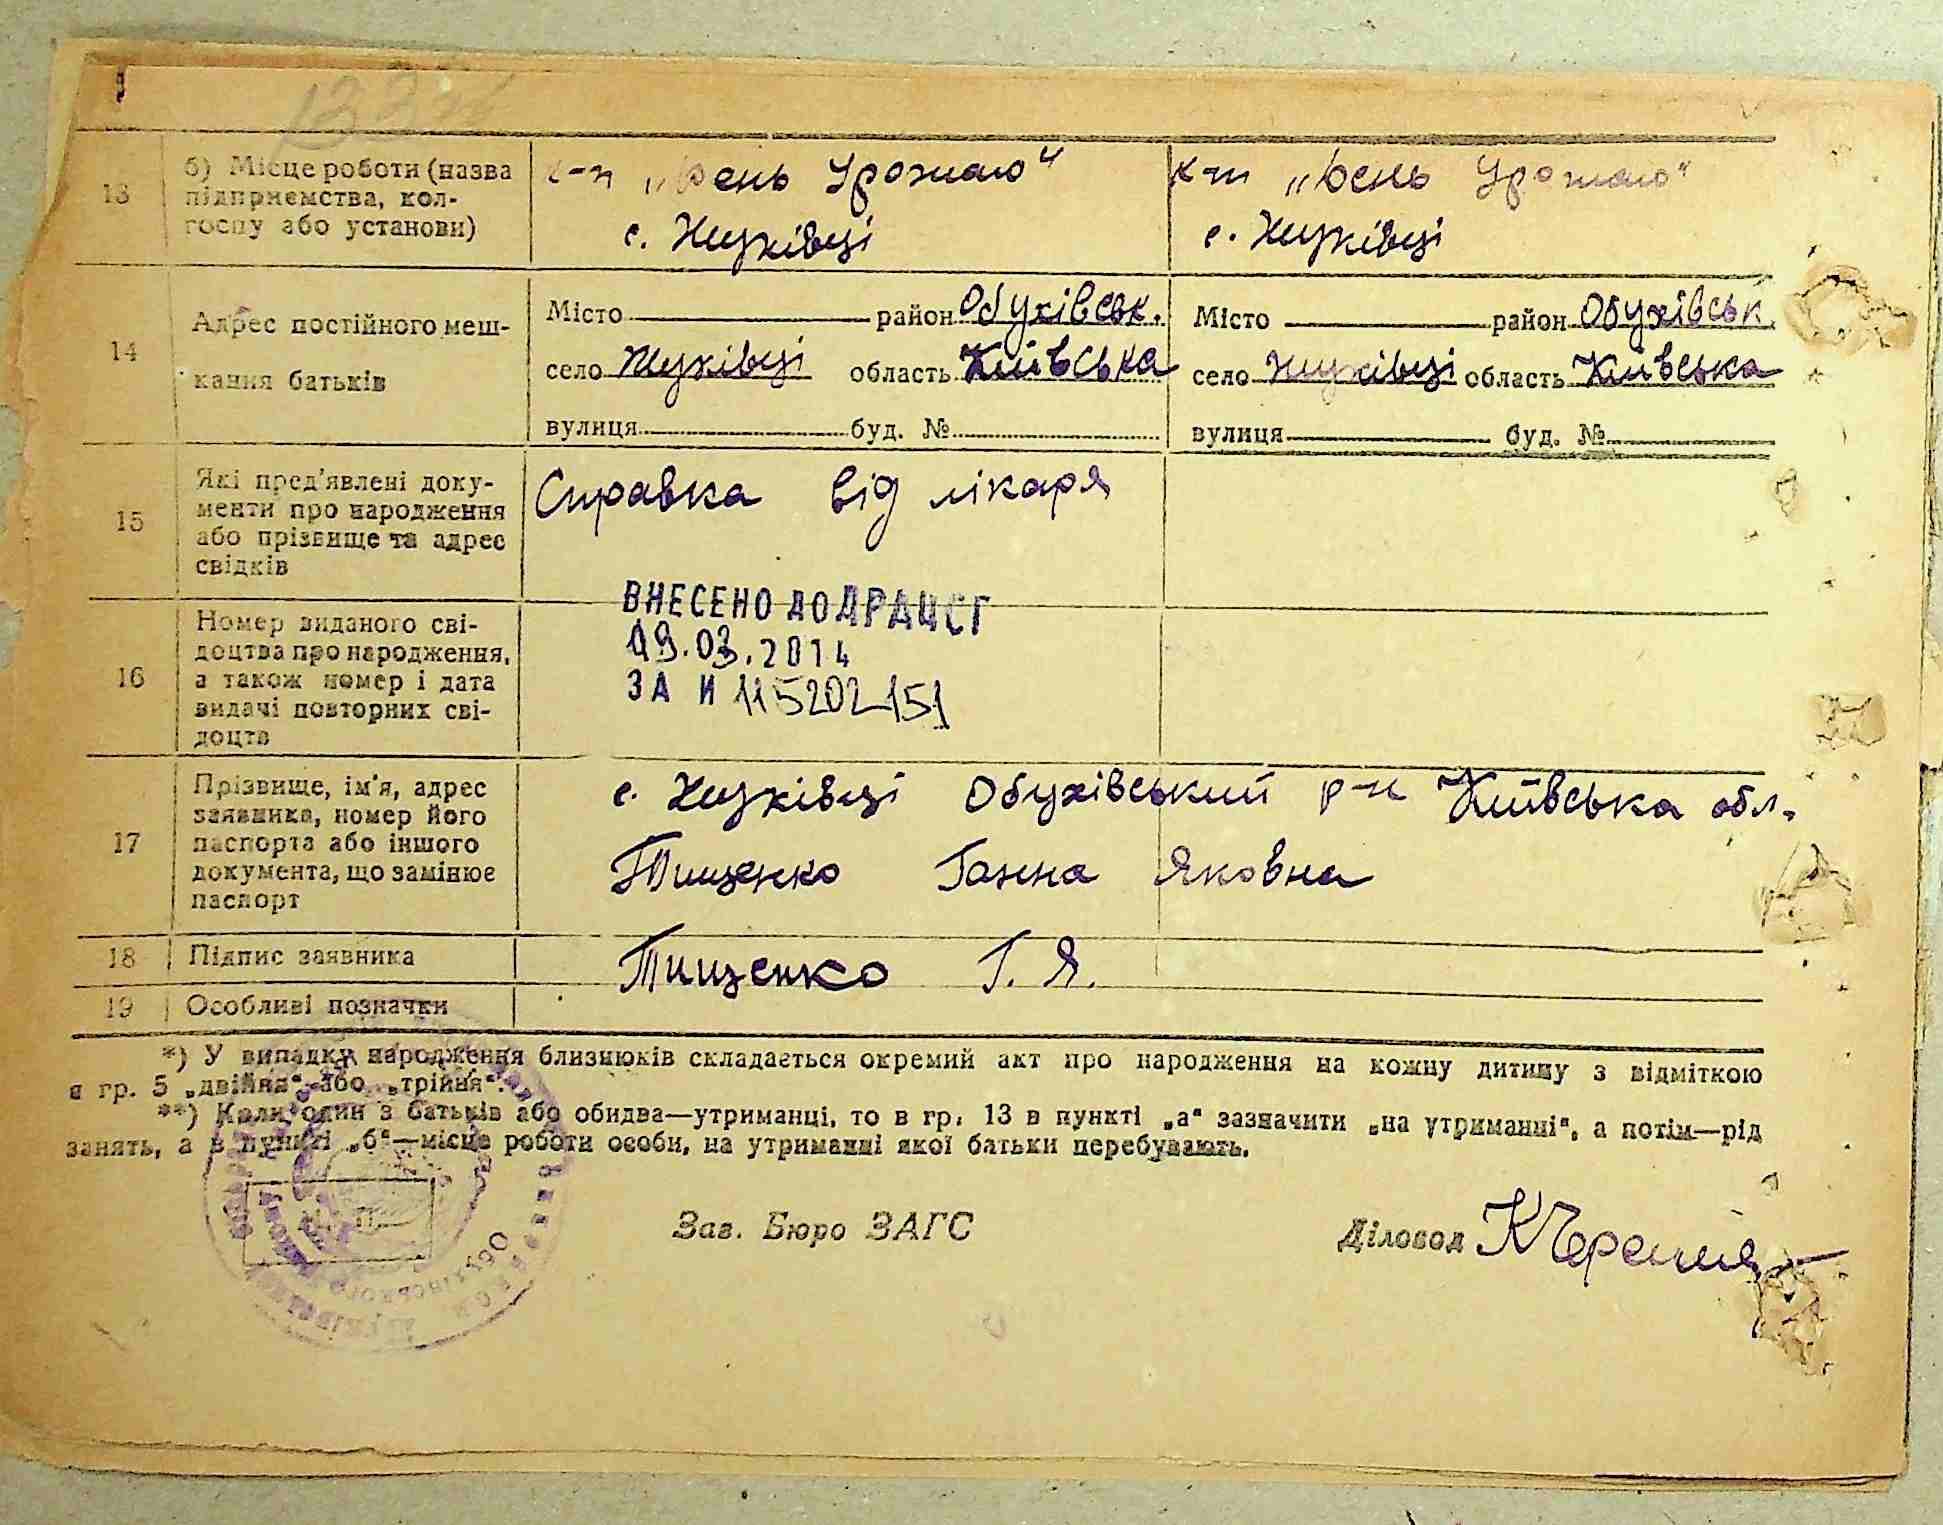 13 б) Місце роботи (назва підприємства, колгоспу або установи)
к-п „День Урожаю“ к-п „День Урожаю“
с. Жуківці с. Жуківці
14 Адрес постійного мешкання батьків
Місто район Обухівськ. Місто район Обухівськ.
село Жуківці область Київська село Жуківці область Київська
вулиця буд. № вулиця буд. №
15 Які пред'явлені документи про народження або прізвище та адрес свідків
Справка від лікаря
16 Номер виданого свідоцтва про народження, а також номер і дата видачі повторних свідоцтв
ВНЕСЕНО ДО ДРАЦСГ
19.03.2014
ЗА И 115202151
17 Прізвище, ім'я, адрес заявника, номер його паспорта або іншого документа, що замінює паспорт
с. Жуківці Обухівський р-н Київська обл.
Тищенко Ганна Яковна
18 Підпис заявника Тищенко Г. Я.
19 Особливі позначки
*) У випадку народження близнюків складається окремий акт про народження на кожну дитину з відміткою
в гр. 5 „двійня“ або „трійня“.
**) Коли один з батьків або обидва—утриманці, то в гр. 13 в пункті „а“ зазначити „на утриманні“, а потім—рід
занять, а в пункті „б“—місце роботи особи, на утриманні якої батьки перебувають.
Зав. Бюро ЗАГС Діловод